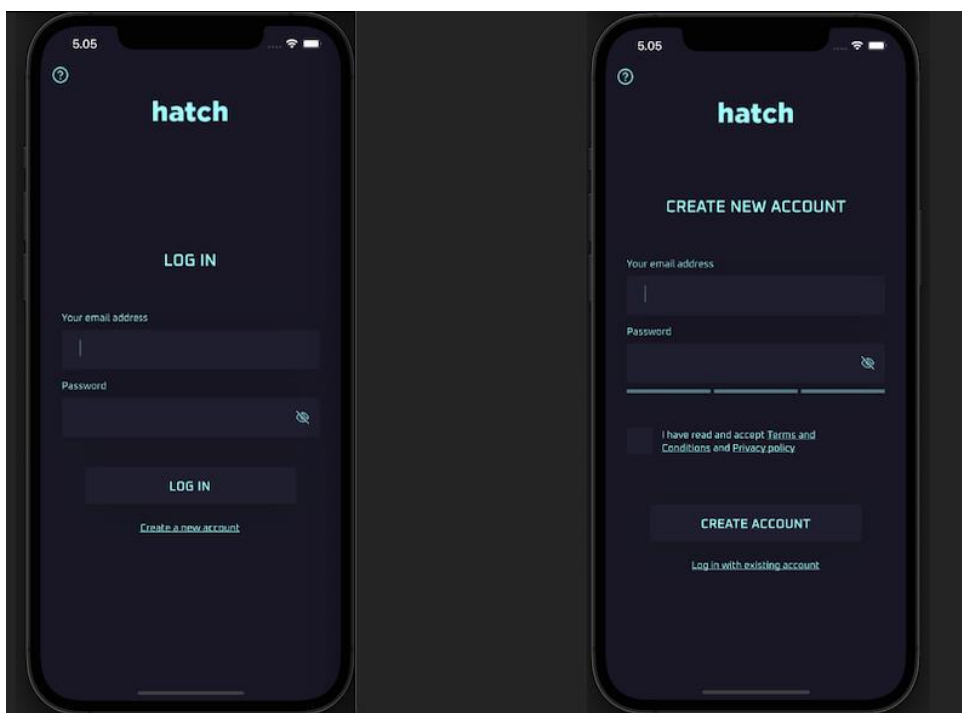 5.05
hatch
LOG IN
Your email address
Password
LOG IN
Create a new account
5.05
hatch
CREATE NEW ACCOUNT
Your email address
Password
I have read and accept Terms and
Conditions and Privacy policy
CREATE ACCOUNT
Log in with existing account